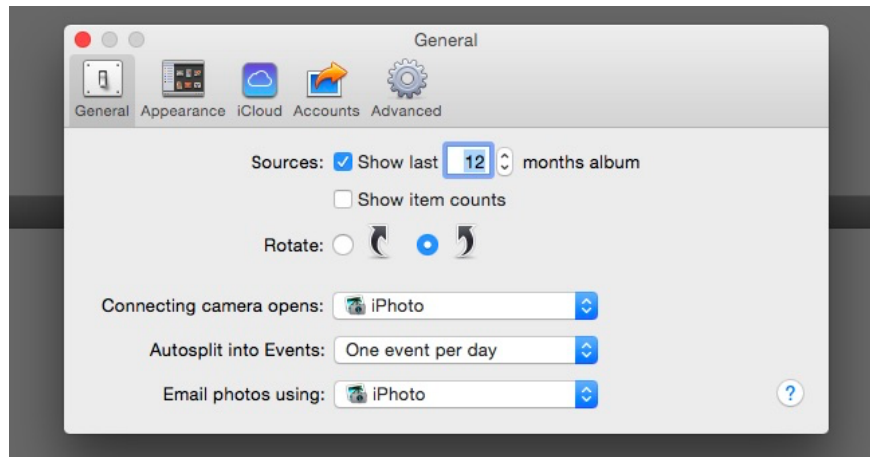 General
General Appearance iCloud Accounts Advanced
Sources: Show last 12 months album
Show item counts
Rotate:
Connecting camera opens: iPhoto
Autosplit into Events: One event per day
Email photos using: iPhoto ?